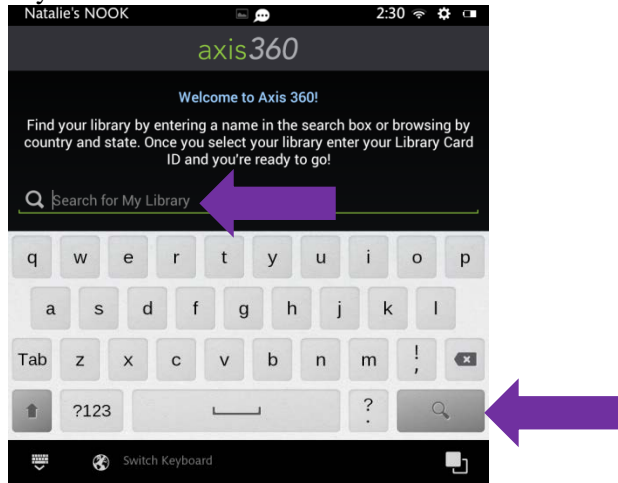 Natalie's NOOK 2:30
axis360
Welcome to Axis 360!
Find your library by entering a name in the search box or browsing by
country and state. Once you select your library enter your Library Card
ID and you're ready to go!
Search for My Library
q w e r t y u i o p
a s d f g h j k l
Tab z x c v b n m ! ,
?123 ? .
Switch Keyboard